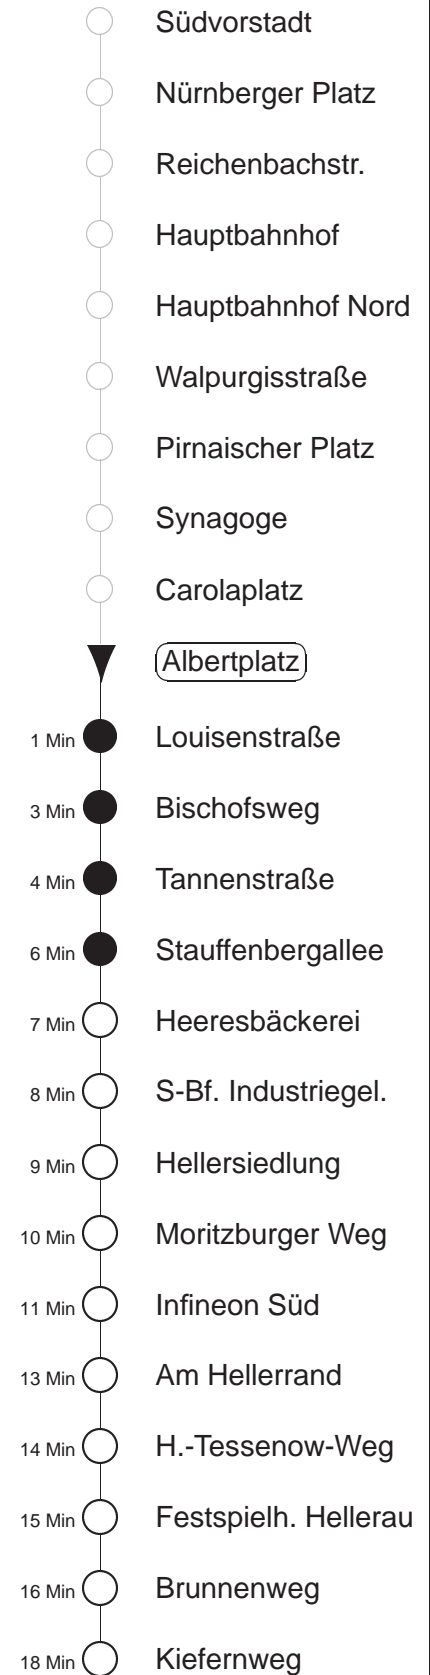 Südvorstadt
Nürnberger Platz
Reichenbachstr.
Hauptbahnhof
Hauptbahnhof Nord
Walpurgisstraße
Pirnaischer Platz
Synagoge
Carolaplatz
Albertplatz
1 Min Louisenstraße
3 Min Bischofsweg
4 Min Tannenstraße
6 Min Stauffenbergallee
7 Min Heeresbäckerei
8 Min S-Bf. Industriegel.
9 Min Hellersiedlung
10 Min Moritzburger Weg
11 Min Infineon Süd
13 Min Am Hellerrand
14 Min H.-Tessenow-Weg
15 Min Festspielh. Hellerau
16 Min Brunnenweg
18 Min Kiefernweg